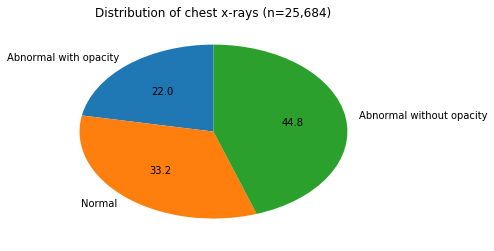 Distribution of chest x-rays (n=25,684)
Abnormal with opacity
22.0
Abnormal without opacity
44.8
33.2
Normal